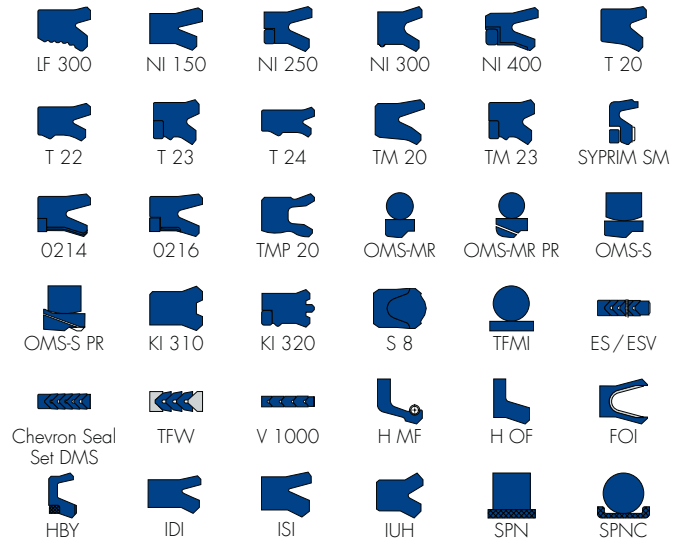 LF 300 NI 150 NI 250 NI 300 NI 400 T 20
T 22 T 23 T 24 TM 20 TM 23 SYPRIM SM
0214 0216 TMP 20 OMS-MR OMS-MR PR OMS-S
OMS-S PR KI 310 KI 320 S 8 TFMI ES / ESV
Chevron Seal TFW V 1000 H MF H OF FOI
Set DMS
HBY IDI ISI IUH SPN SPNC